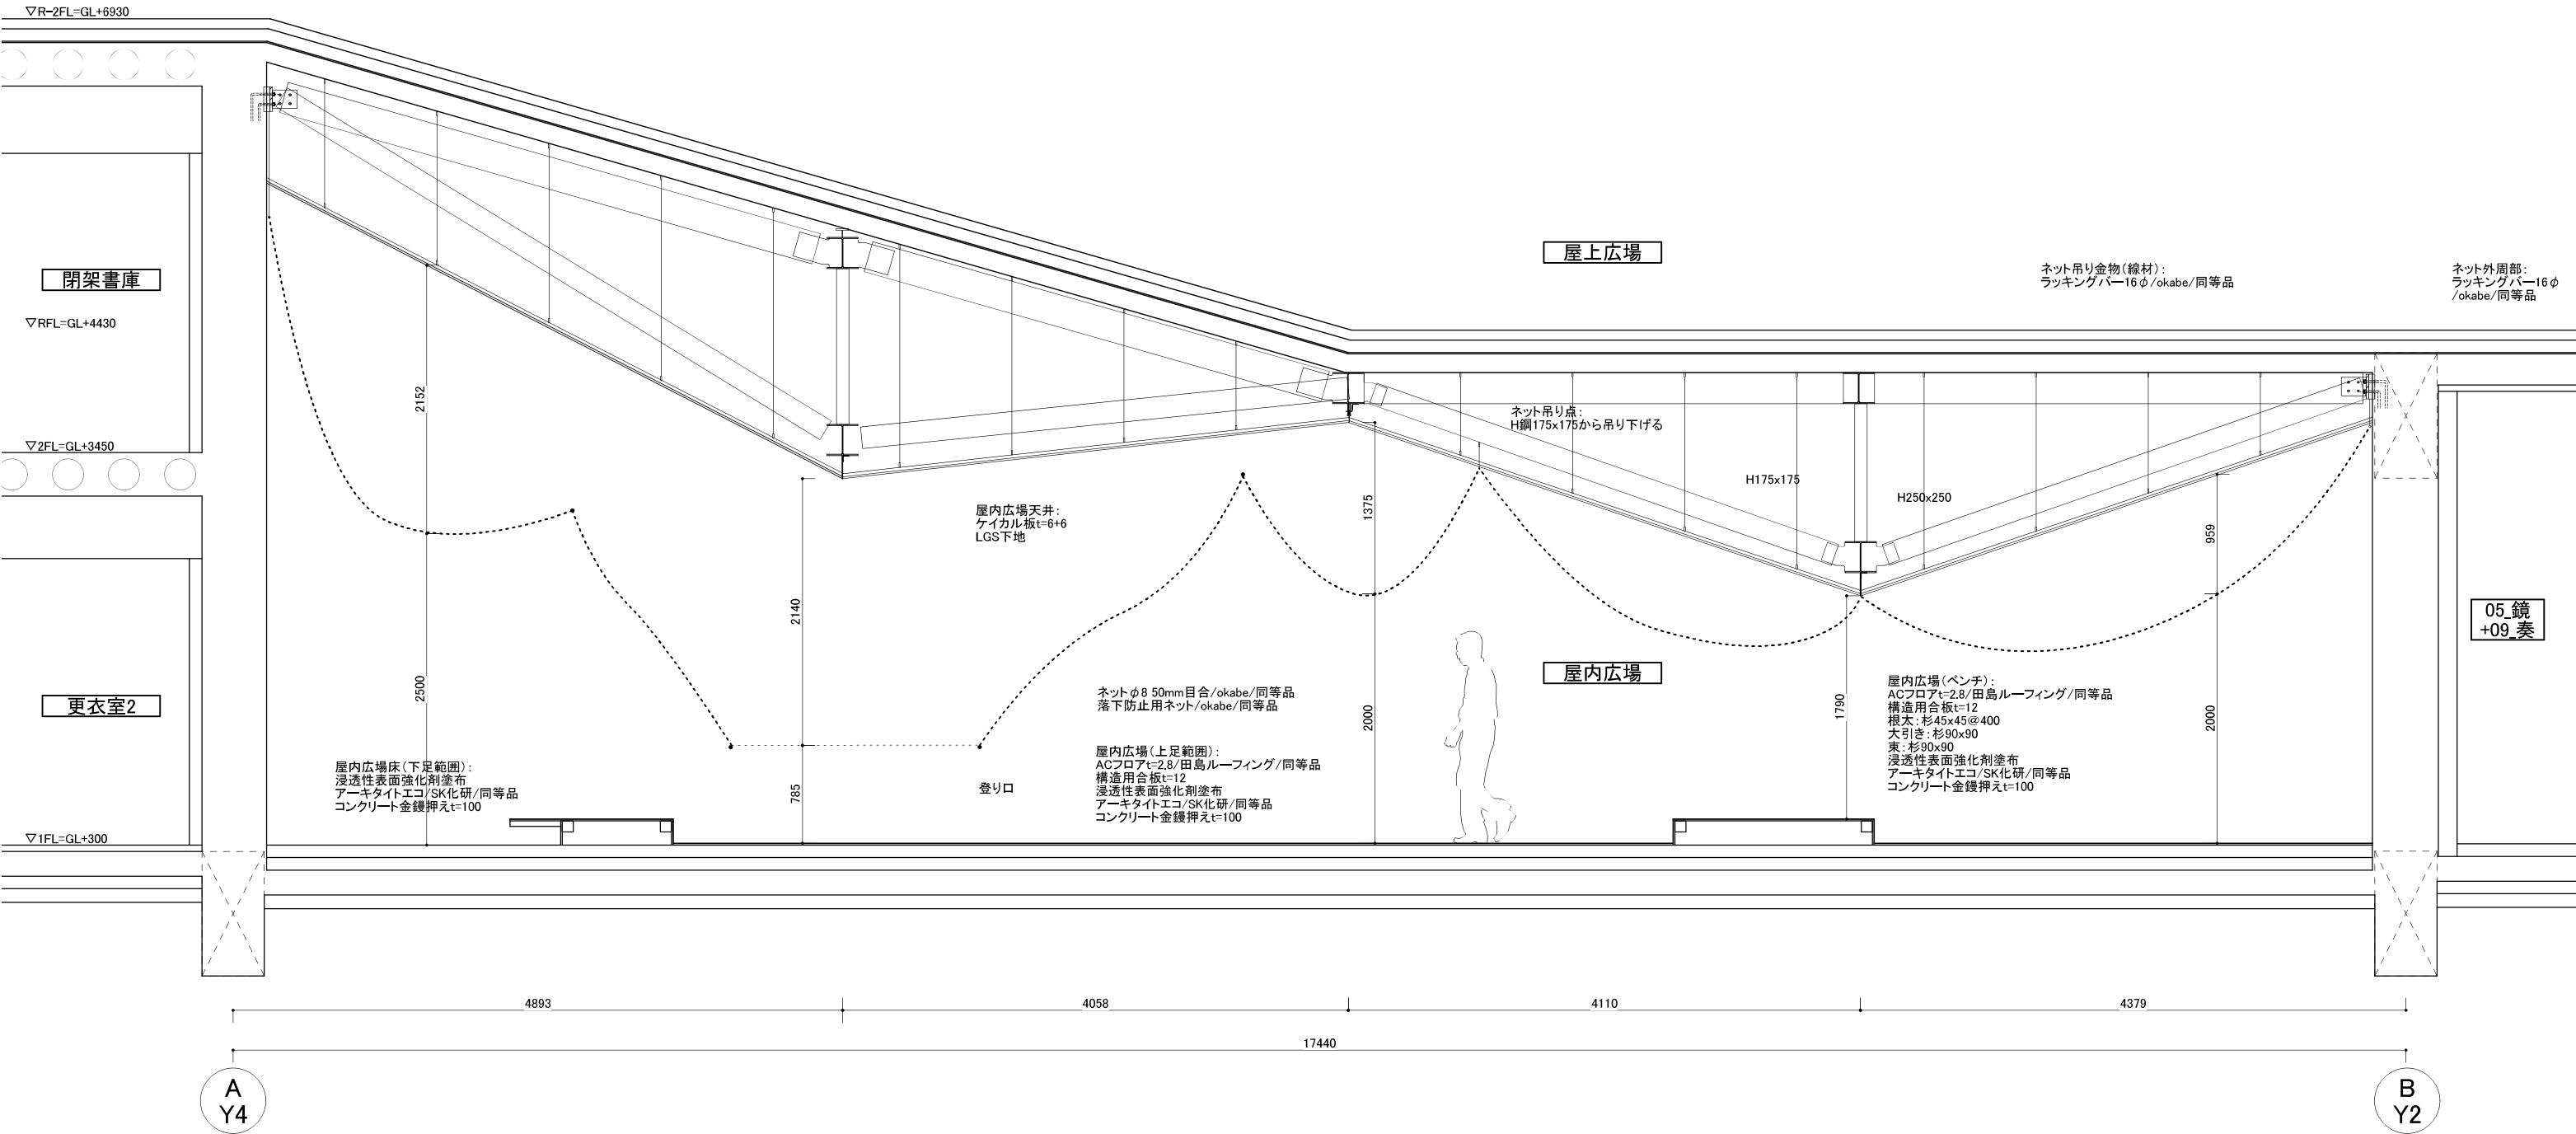 ▽R-2FL=GL+6930
屋上広場
ネット吊り金物(線材):
ラッキングバー16φ/okabe/同等品
ネット外周部:
ラッキングバー16φ
/okabe/同等品
閉架書庫
▽RFL=GL+4430
2152
▽2FL=GL+3450
ネット吊り点:
H鋼175x175から吊り下げる
H175x175
H250x250
屋内広場天井:
ケイカル板t=6+6
LGS下地
1375
959
2140
05_鏡
+09_奏
屋内広場
更衣室2
2500
ネットφ8 50mm目合/okabe/同等品
落下防止用ネット/okabe/同等品
2000
1790
屋内広場(ベンチ):
ACフロアt=2.8/田島ルーフィング/同等品
構造用合板t=12
根太:杉45x45@400
大引き:杉90x90
束:杉90x90
浸透性表面強化剤塗布
アーキタイトエコ/SK化研/同等品
コンクリート金鏝押えt=100
2000
屋内広場床(下足範囲):
浸透性表面強化剤塗布
アーキタイトエコ/SK化研/同等品
コンクリート金鏝押えt=100
785
登り口
屋内広場(上足範囲):
ACフロアt=2.8/田島ルーフィング/同等品
構造用合板t=12
浸透性表面強化剤塗布
アーキタイトエコ/SK化研/同等品
コンクリート金鏝押えt=100
▽1FL=GL+300
4893
4058
4110
4379
17440
A
Y4
B
Y2